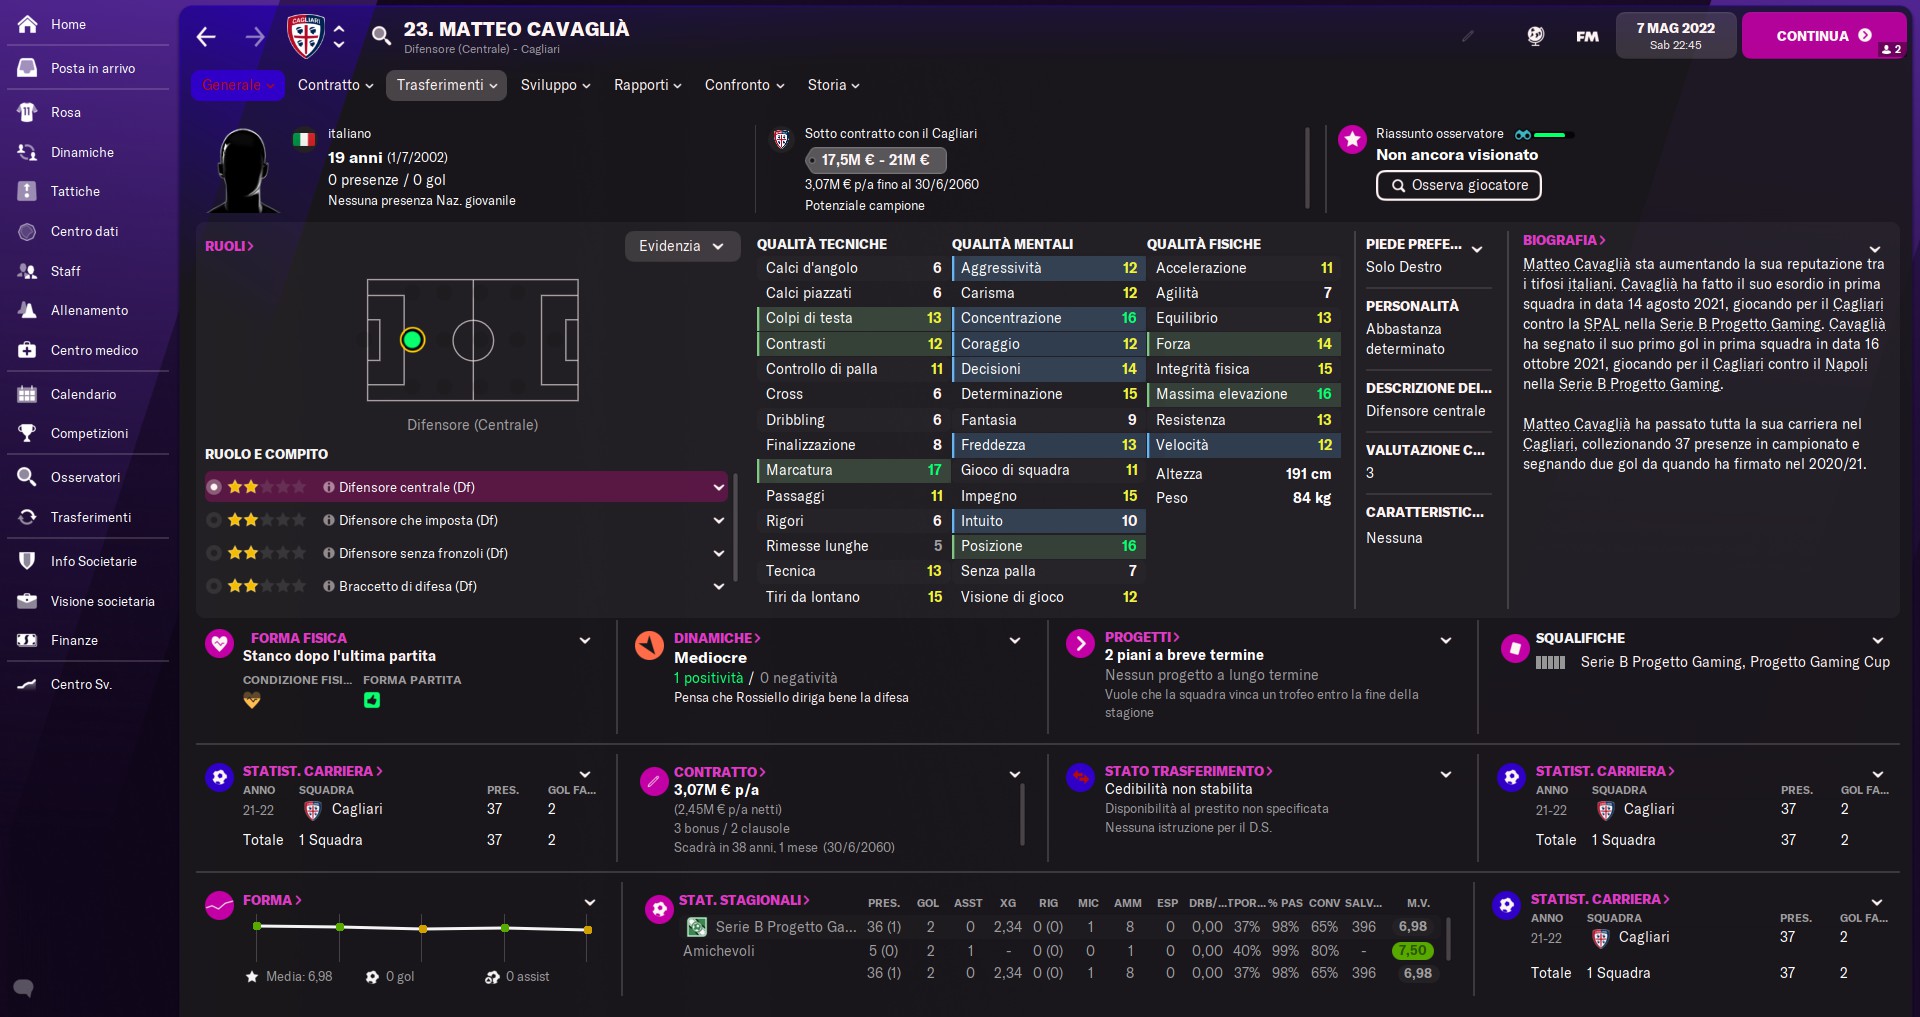 Home
Posta in arrivo
Rosa
Dinamiche
Tattiche
Centro dati
Staff
Allenamento
Centro medico
Calendario
Competizioni
Osservatori
Trasferimenti
Info Societarie
Visione societaria
Finanze
Centro Sv.
23. MATTEO CAVAGLIÀ
Difensore (Centrale) - Cagliari
FM
7 MAG 2022
Sab 22:45
CONTINUA
2
Generale
Contratto
Trasferimenti
Sviluppo
Rapporti
Confronto
Storia
italiano
19 anni (1/7/2002)
0 presenze / 0 gol
Nessuna presenza Naz. giovanile
Sotto contratto con il Cagliari
17,5M € - 21M €
3,07M € p/a fino al 30/6/2060
Potenziale campione
Riassunto osservatore
Non ancora visionato
Osserva giocatore
RUOLI
Evidenzia
Difensore (Centrale)
RUOLO E COMPITO
Difensore centrale (Df)
Difensore che imposta (Df)
Difensore senza fronzoli (Df)
Braccetto di difesa (Df)
QUALITÀ TECNICHE
Calci d'angolo 6
Calci piazzati 6
Colpi di testa 13
Contrasti 12
Controllo di palla 11
Cross 6
Dribbling 6
Finalizzazione 8
Marcatura 17
Passaggi 11
Rigori 6
Rimesse lunghe 5
Tecnica 13
Tiri da lontano 15
QUALITÀ MENTALI
Aggressività 12
Carisma 12
Concentrazione 16
Coraggio 12
Decisioni 14
Determinazione 15
Fantasia 9
Freddezza 13
Gioco di squadra 11
Impegno 15
Intuito 10
Posizione 16
Senza palla 7
Visione di gioco 12
QUALITÀ FISICHE
Accelerazione 11
Agilità 7
Equilibrio 13
Forza 14
Integrità fisica 15
Massima elevazione 16
Resistenza 13
Velocità 12
Altezza 191 cm
Peso 84 kg
PIEDE PREFE...
Solo Destro
PERSONALITÀ
Abbastanza
determinato
DESCRIZIONE DEI...
Difensore centrale
VALUTAZIONE C...
3
CARATTERISTIC...
Nessuna
BIOGRAFIA
Matteo Cavaglià sta aumentando la sua reputazione tra
i tifosi italiani. Cavaglià ha fatto il suo esordio in prima
squadra in data 14 agosto 2021, giocando per il Cagliari
contro la SPAL nella Serie B Progetto Gaming. Cavaglià
ha segnato il suo primo gol in prima squadra in data 16
ottobre 2021, giocando per il Cagliari contro il Napoli
nella Serie B Progetto Gaming.
Matteo Cavaglià ha passato tutta la sua carriera nel
Cagliari, collezionando 37 presenze in campionato e
segnando due gol da quando ha firmato nel 2020/21.
FORMA FISICA
Stanco dopo l'ultima partita
CONDIZIONE FISI... FORMA PARTITA
DINAMICHE
Mediocre
1 positività / 0 negatività
Pensa che Rossiello diriga bene la difesa
PROGETTI
2 piani a breve termine
Nessun progetto a lungo termine
Vuole che la squadra vinca un trofeo entro la fine della
stagione
SQUALIFICHE
Serie B Progetto Gaming, Progetto Gaming Cup
STATIST. CARRIERA
ANNO SQUADRA PRES. GOL FA...
21-22 Cagliari 37 2
Totale 1 Squadra 37 2
CONTRATTO
3,07M € p/a
(2,45M € p/a netti)
3 bonus / 2 clausole
Scadrà in 38 anni, 1 mese (30/6/2060)
STATO TRASFERIMENTO
Cedibilità non stabilita
Disponibilità al prestito non specificata
Nessuna istruzione per il D.S.
STATIST. CARRIERA
ANNO SQUADRA PRES. GOL FA...
21-22 Cagliari 37 2
Totale 1 Squadra 37 2
FORMA
Media: 6,98 0 gol 0 assist
STAT. STAGIONALI PRES. GOL ASST XG RIG MIC AMM ESP DRB/... TPOR... % PAS CONV SALV... M.V.
Serie B Progetto Ga... 36 (1) 2 0 2,34 0 (0) 1 8 0 0,00 37% 98% 65% 396 6,98
Amichevoli 5 (0) 2 1 - 0 (0) 0 1 0 0,00 40% 99% 80% - 7,50
36 (1) 2 0 2,34 0 (0) 1 8 0 0,00 37% 98% 65% 396 6,98
STATIST. CARRIERA
ANNO SQUADRA PRES. GOL FA...
21-22 Cagliari 37 2
Totale 1 Squadra 37 2